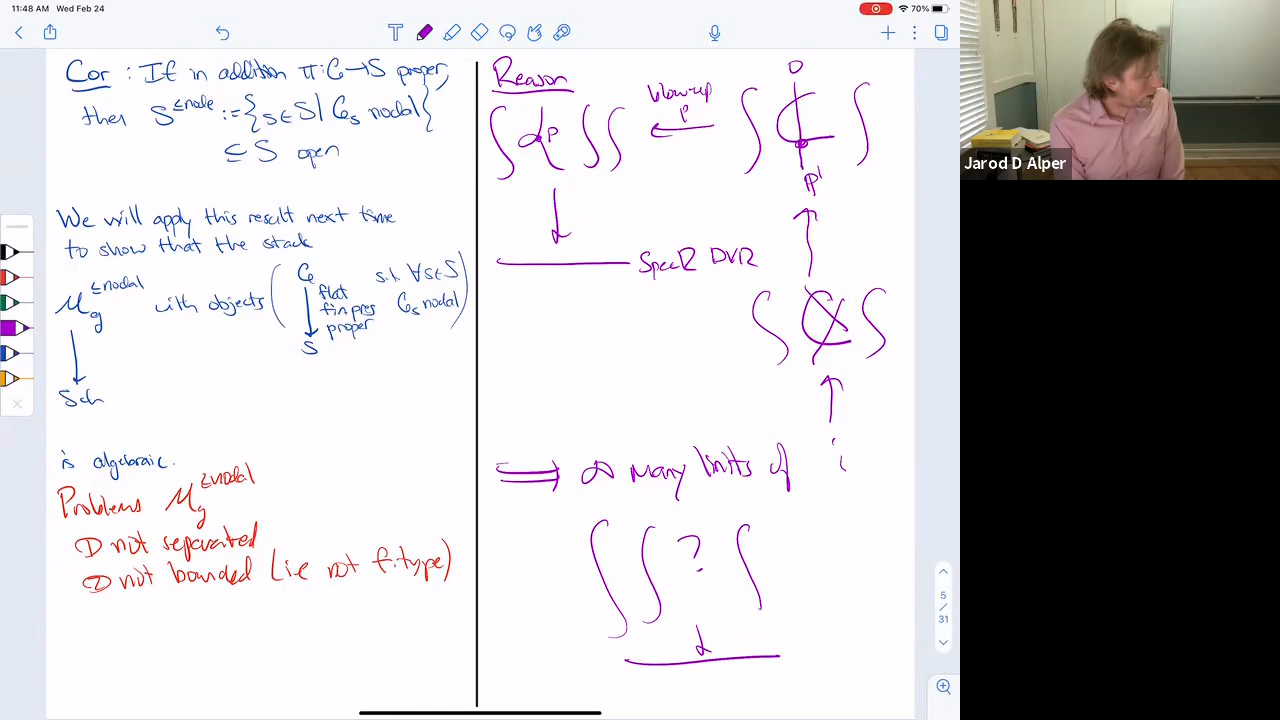 11:48 AM Wed Feb 24
70%
Cor : If in addition π: C→S proper,
then S^{≤node} := {s∈S | C_s nodal}
⊆ S open
We will apply this result next time
to show that the stack
M_g^{≤nodal} with objects ( C s.t. ∀s∈S
flat
fin pres C_s nodal )
proper
S
Sch
is algebraic.
Problems M_g^{≤nodal}
① not separated
② not bounded (ie not f.type)
Reason
blow-up
P
P
0
P^1
Spec R DVR
⟹ ∞ many limits of
?
5
/
31
Jarod D Alper